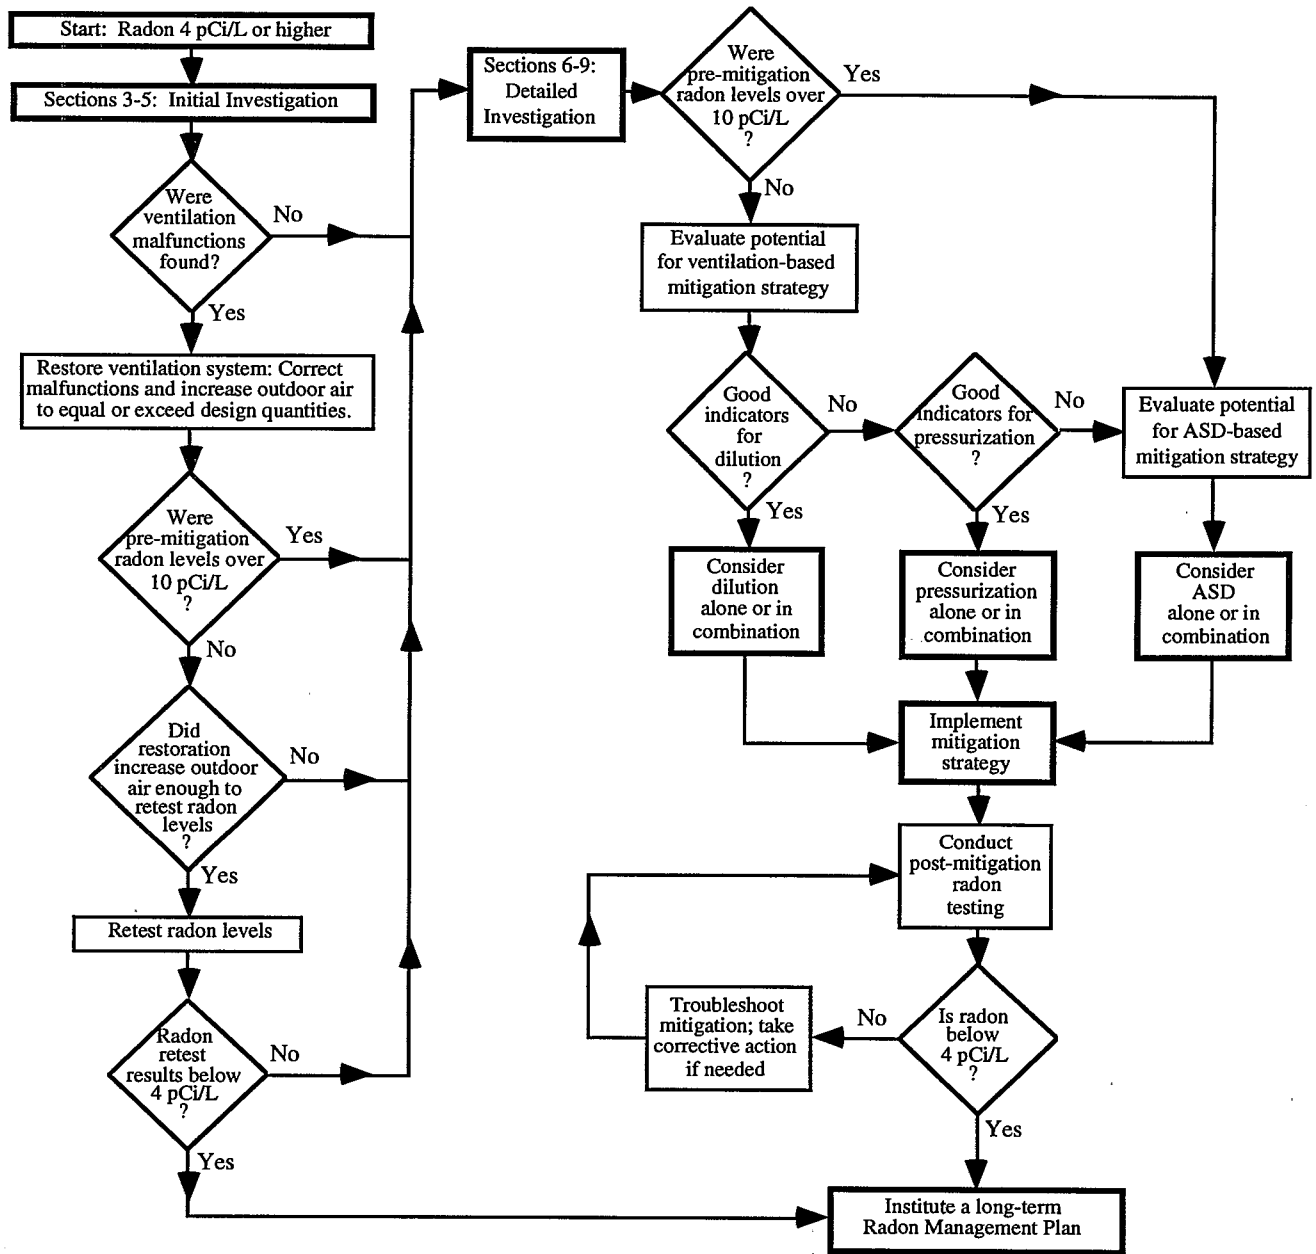 Start: Radon 4 pCi/L or higher
Sections 3-5: Initial Investigation
Were
ventilation
malfunctions
found?
No
Yes
Restore ventilation system: Correct
malfunctions and increase outdoor air
to equal or exceed design quantities.
Were
pre-mitigation
radon levels over
10 pCi/L
?
Yes
No
Did
restoration
increase outdoor
air enough to
retest radon
levels
?
No
Yes
Retest radon levels
Radon
retest
results below
4 pCi/L
?
No
Yes
Sections 6-9:
Detailed
Investigation
Were
pre-mitigation
radon levels over
10 pCi/L
?
Yes
No
Evaluate potential
for ventilation-based
mitigation strategy
Good
indicators
for
dilution
?
No
Yes
Good
indicators for
pressurization
?
No
Yes
Evaluate potential
for ASD-based
mitigation strategy
Consider
dilution
alone or in
combination
Consider
pressurization
alone or in
combination
Consider
ASD
alone or in
combination
Implement
mitigation
strategy
Conduct
post-mitigation
radon
testing
Is radon
below
4 pCi/L
?
No
Troubleshoot
mitigation; take
corrective action
if needed
Yes
Institute a long-term
Radon Management Plan